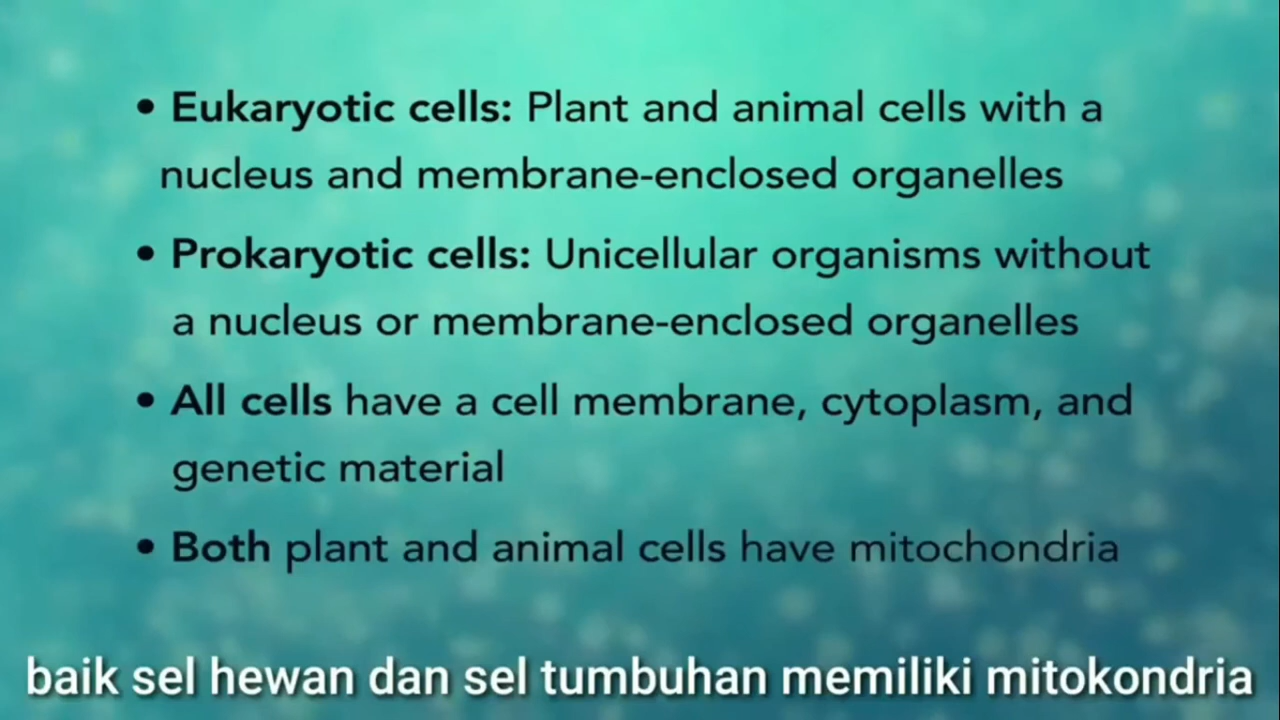 • Eukaryotic cells: Plant and animal cells with a
nucleus and membrane-enclosed organelles
• Prokaryotic cells: Unicellular organisms without
a nucleus or membrane-enclosed organelles
• All cells have a cell membrane, cytoplasm, and
genetic material
• Both plant and animal cells have mitochondria
baik sel hewan dan sel tumbuhan memiliki mitokondria